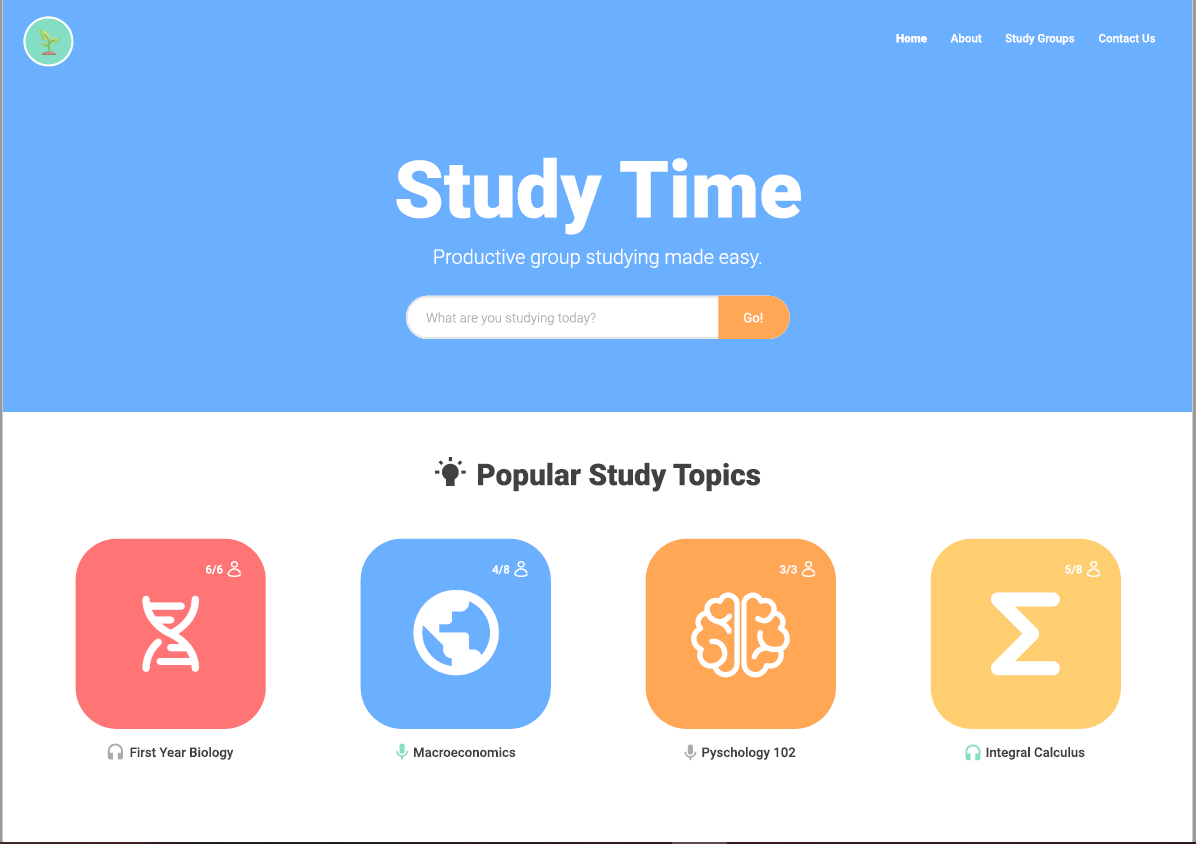 Home About Study Groups Contact Us
Study Time
Productive group studying made easy.
What are you studying today? Go!
Popular Study Topics
6/6 4/8 3/3 5/8
First Year Biology Macroeconomics Pyschology 102 Integral Calculus